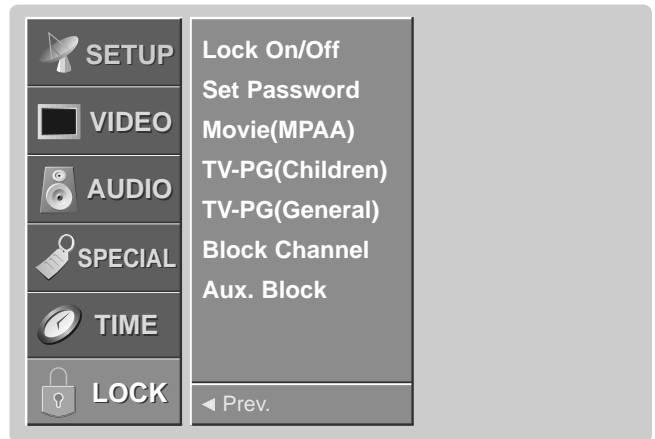 SETUP
VIDEO
AUDIO
SPECIAL
TIME
LOCK
Lock On/Off
Set Password
Movie(MPAA)
TV-PG(Children)
TV-PG(General)
Block Channel
Aux. Block
◄ Prev.